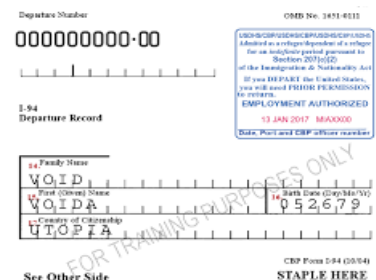 Departure Number
OMB No. 1651-0111
000000000-00
USDHS/CBP/USDHS/CBP/USDHS/CBP/USDHS
Admitted as a refugee/dependent of a refugee
for an indefinite period pursuant to
Section 207(c)(2)
of the Immigration & Nationality Act
If you DEPART the United States,
you will need PRIOR PERMISSION
to return.
EMPLOYMENT AUTHORIZED
13 JAN 2017 MIAXX00
Date, Port and CBP officer number
I-94
Departure Record
14. Family Name
VOID
15. First (Given) Name
16. Birth Date (Day/Mo/Yr)
VOIDA
052679
17. Country of Citizenship
UTOPIA
FOR TRAINING PURPOSES ONLY
CBP Form I-94 (10/04)
See Other Side
STAPLE HERE